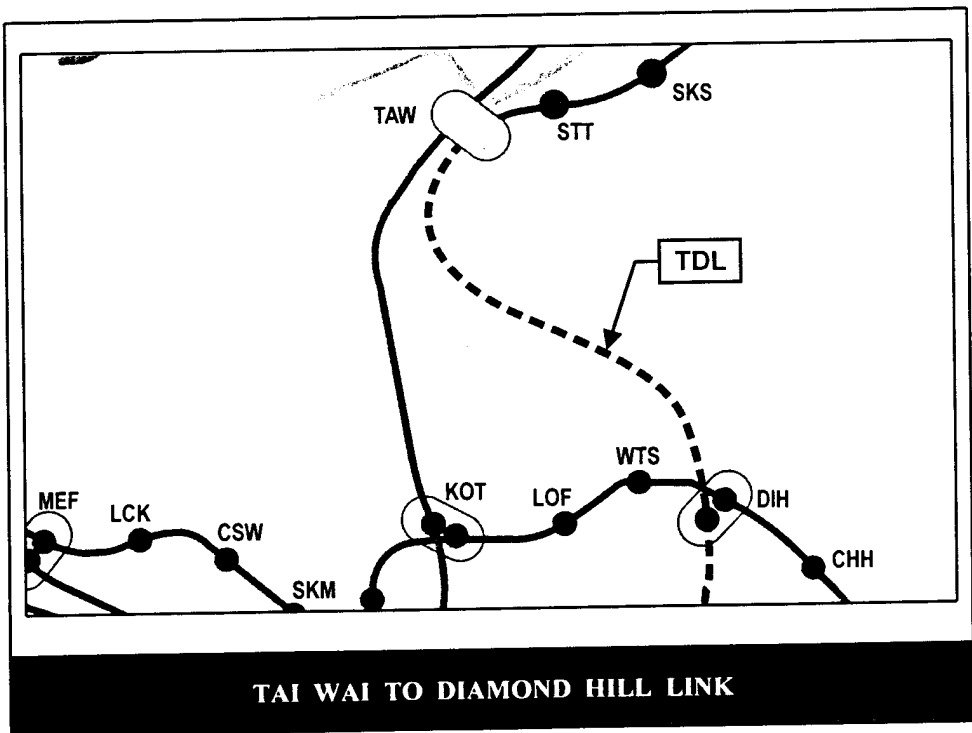 TAW
SKS
STT
TDL
WTS
MEF
LCK
CSW
SKM
KOT
LOF
DIH
CHH
TAI WAI TO DIAMOND HILL LINK